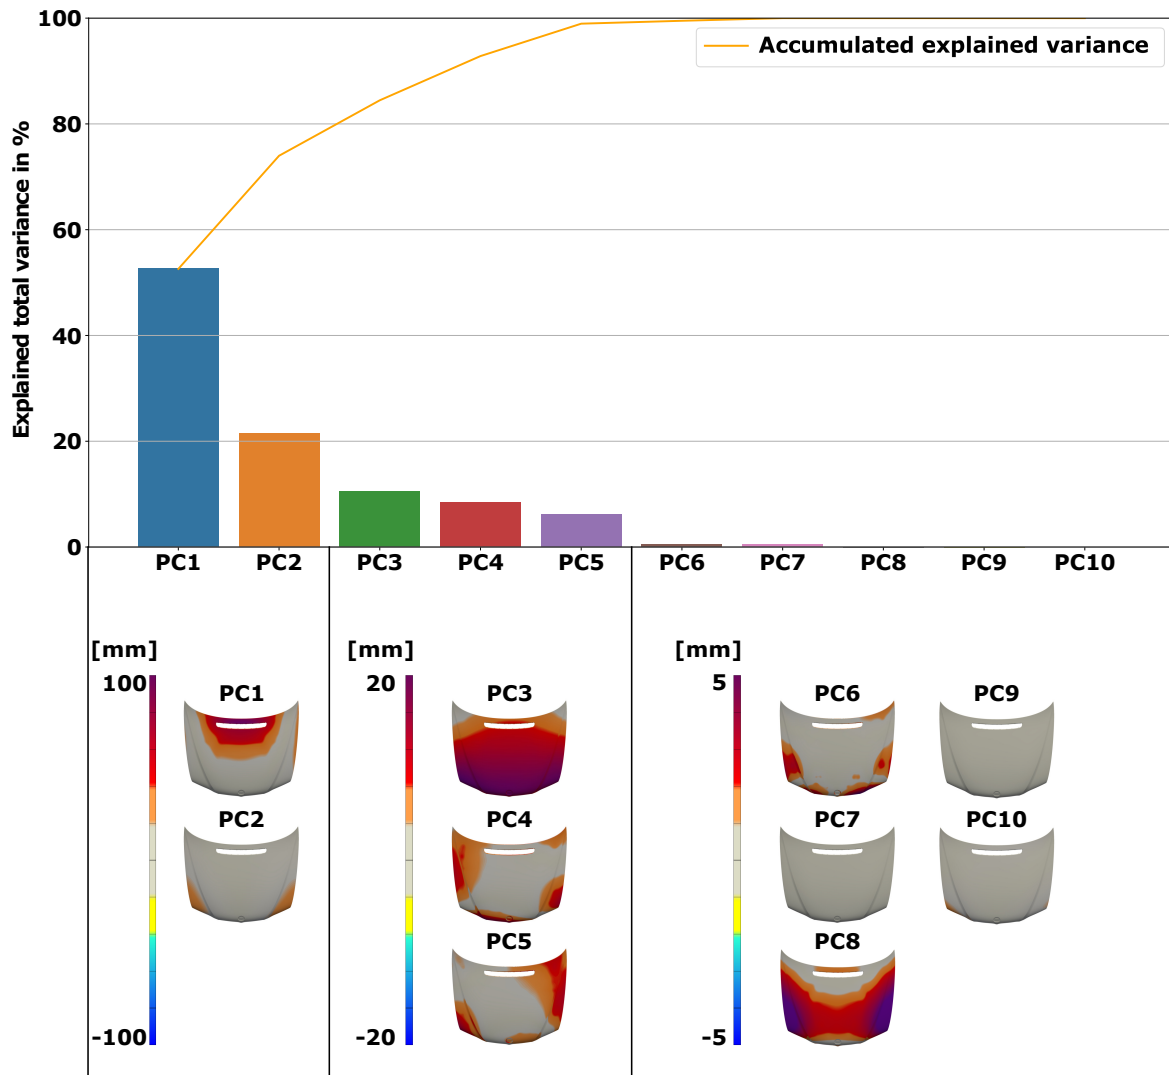 100
80
60
40
20
0
Explained total variance in %
Accumulated explained variance
PC1 PC2 PC3 PC4 PC5 PC6 PC7 PC8 PC9 PC10
[mm]
100
-100
PC1
PC2
[mm]
20
-20
PC3
PC4
PC5
[mm]
5
-5
PC6
PC9
PC7
PC10
PC8